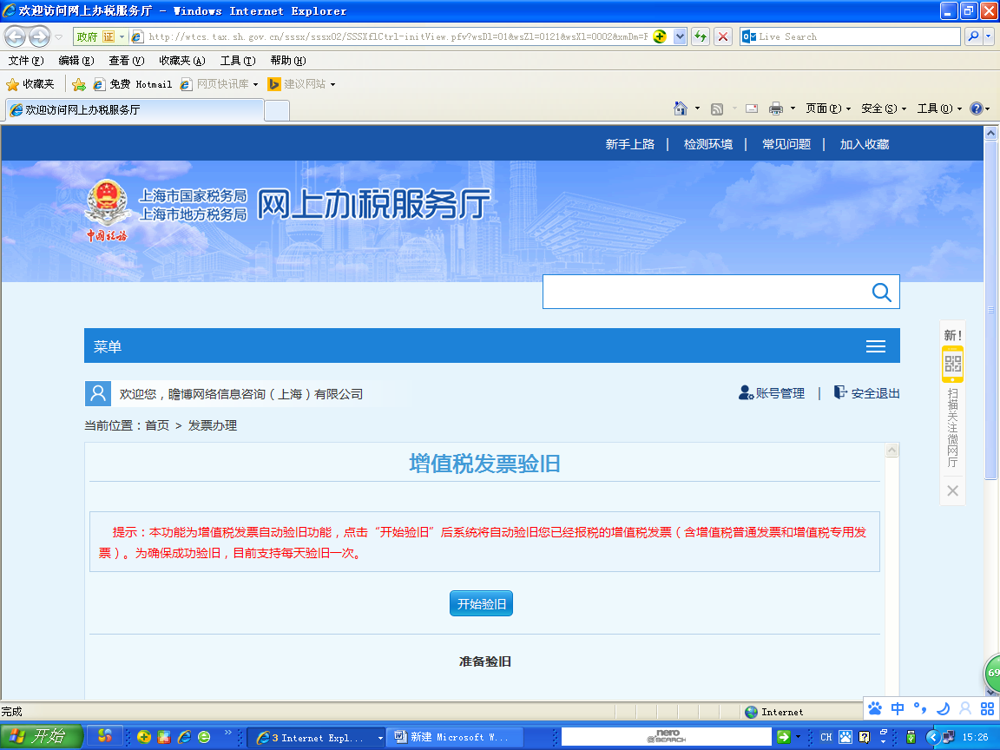 欢迎访问网上办税服务厅 - Windows Internet Explorer
政府 证 http://wtcs.tax.sh.gov.cn/sssx/sssx02/SSSXflCtrl-initView.pfv?wsDl=01&wsZl=0121&wsXl=0002&xmDm=F Live Search
文件(F) 编辑(E) 查看(V) 收藏夹(A) 工具(T) 帮助(H)
收藏夹 免费 Hotmail 网页快讯库 建议网站
欢迎访问网上办税服务厅 页面(P) 安全(S) 工具(O)
新手上路 | 检测环境 | 常见问题 | 加入收藏
上海市国家税务局
上海市地方税务局
网上办税服务厅
中国税务
菜单
新!
扫描关注微网厅
欢迎您，瞻博网络信息咨询（上海）有限公司 账号管理 | 安全退出
当前位置：首页 > 发票办理
增值税发票验旧
提示：本功能为增值税发票自动验旧功能，点击“开始验旧”后系统将自动验旧您已经报税的增值税发票（含增值税普通发票和增值税专用发
票）。为确保成功验旧，目前支持每天验旧一次。
开始验旧
准备验旧
69
完成 Internet 中
开始 3 Internet Expl... 新建 Microsoft W... nero SEARCH CH 15:26